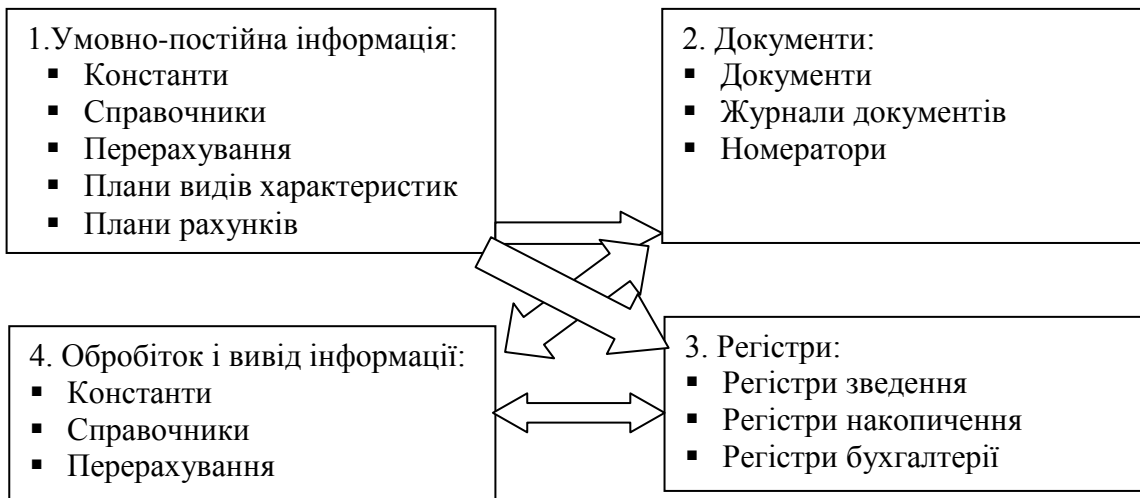 1.Умовно-постійна інформація:
▪ Константи
▪ Справочники
▪ Перерахування
▪ Плани видів характеристик
▪ Плани рахунків
2. Документи:
▪ Документи
▪ Журнали документів
▪ Номератори
4. Обробіток і вивід інформації:
▪ Константи
▪ Справочники
▪ Перерахування
3. Регістри:
▪ Регістри зведення
▪ Регістри накопичення
▪ Регістри бухгалтерії